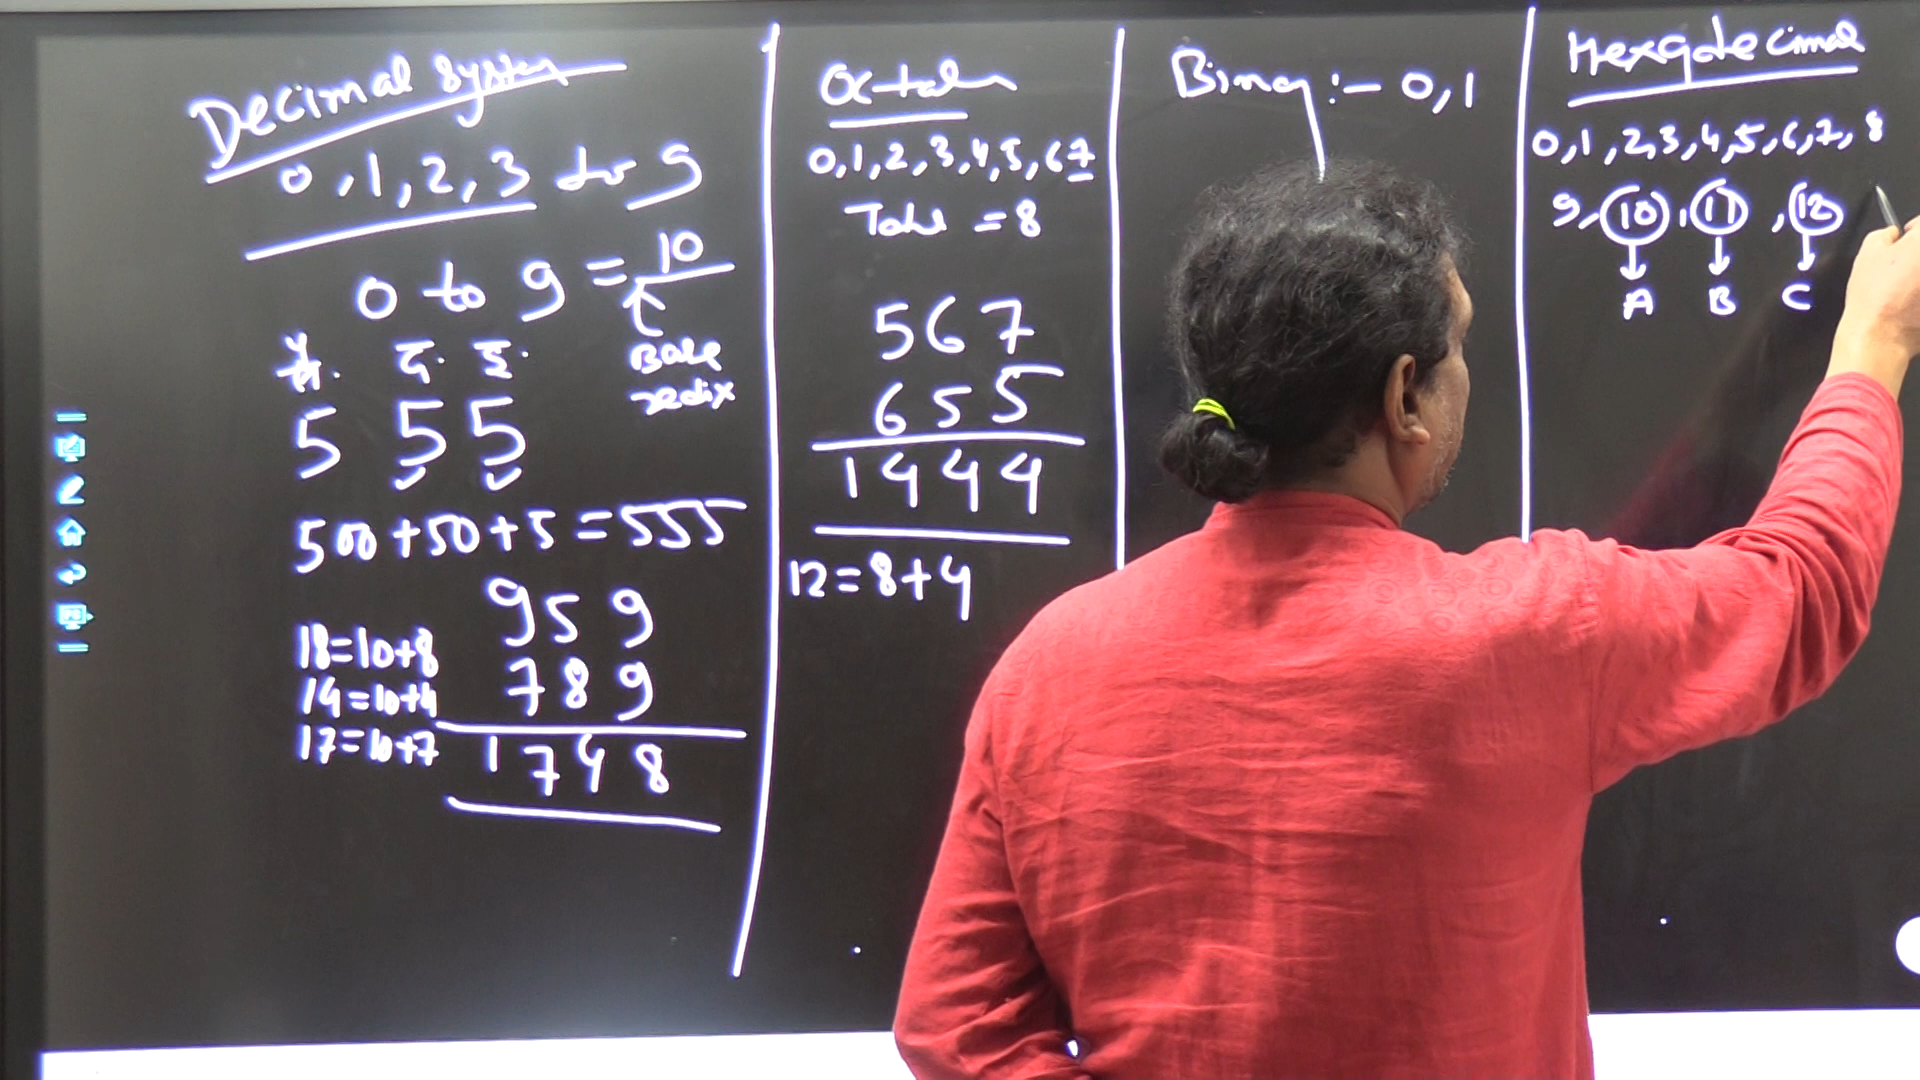 Decimal System
0,1,2,3 to 9
0 to 9 = 10
Base
redix
सै. द. इ.
5 5 5
500+50+5=555
959
789
1748
18=10+8
14=10+4
17=10+7
Octal
0,1,2,3,4,5,67
Total = 8
567
655
1444
12=8+4
Binary :- 0,1
Hexadecimal
0,1,2,3,4,5,6,7,8
9,10,11,12
A B C